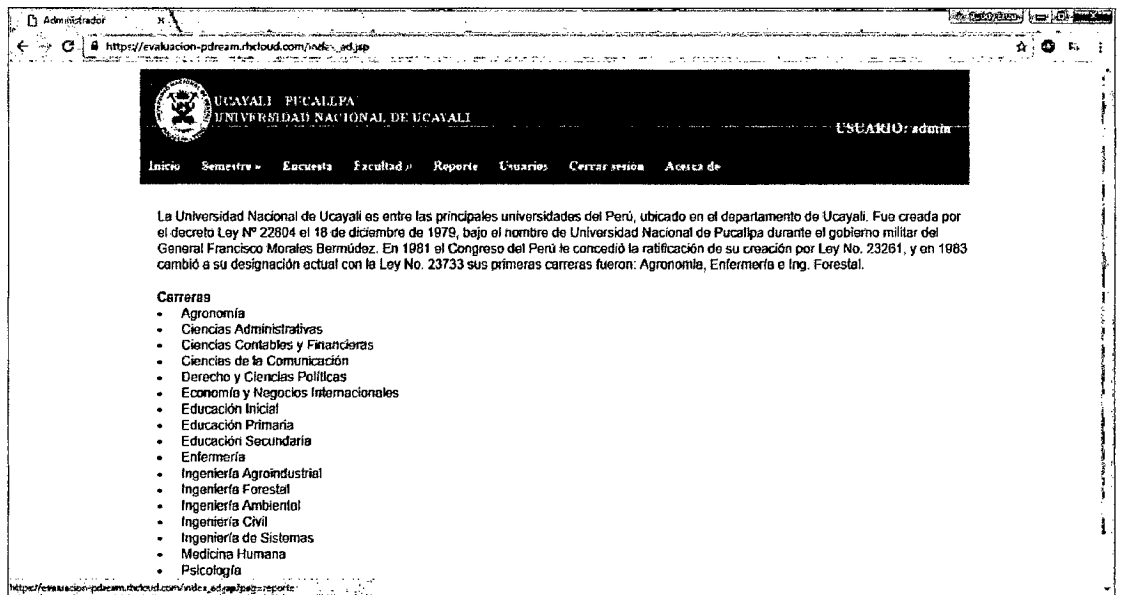 Administrador
https://evaluacion-pdream.rhcloud.com/index_ad.jsp
UCAYALI - PUCALLPA
UNIVERSIDAD NACIONAL DE UCAYALI
USUARIO: admin
Inicio Semestre » Encuesta Facultad » Reporte Usuarios Cerrar sesión Acerca de
La Universidad Nacional de Ucayali es entre las principales universidades del Perú, ubicado en el departamento de Ucayali. Fue creada por
el decreto Ley Nº 22804 el 18 de diciembre de 1979, bajo el nombre de Universidad Nacional de Pucallpa durante el gobierno militar del
General Francisco Morales Bermúdez. En 1981 el Congreso del Perú le concedió la ratificación de su creación por Ley No. 23261, y en 1983
cambió a su designación actual con la Ley No. 23733 sus primeras carreras fueron: Agronomía, Enfermería e Ing. Forestal.
Carreras
• Agronomía
• Ciencias Administrativas
• Ciencias Contables y Financieras
• Ciencias de la Comunicación
• Derecho y Ciencias Políticas
• Economía y Negocios Internacionales
• Educación Inicial
• Educación Primaria
• Educación Secundaria
• Enfermería
• Ingeniería Agroindustrial
• Ingeniería Forestal
• Ingeniería Ambiental
• Ingeniería Civil
• Ingeniería de Sistemas
• Medicina Humana
• Psicología
https://evaluacion-pdream.rhcloud.com/index_ad.jsp?pag=reporte